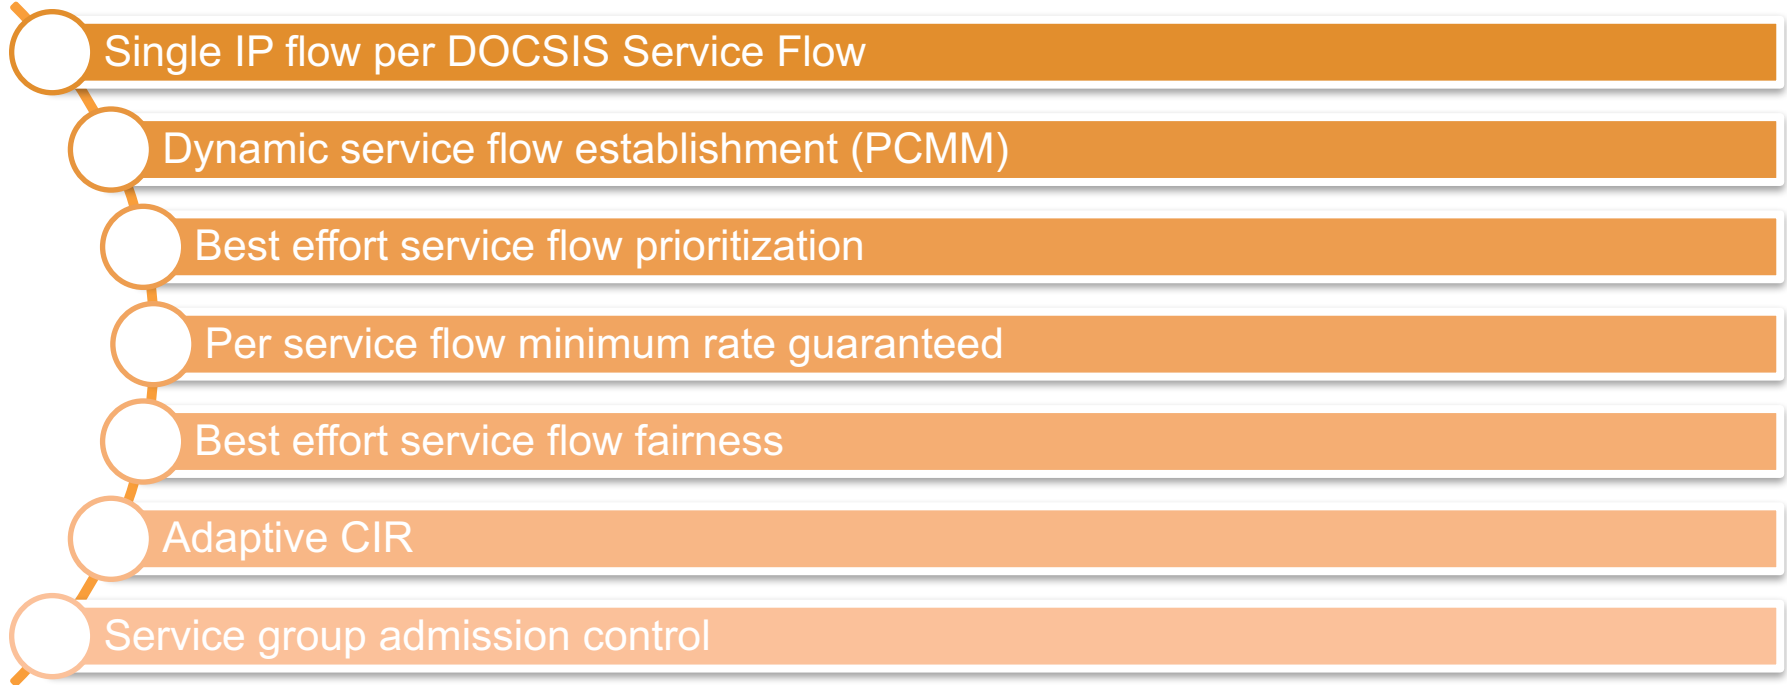 Single IP flow per DOCSIS Service Flow
Dynamic service flow establishment (PCMM)
Best effort service flow prioritization
Per service flow minimum rate guaranteed
Best effort service flow fairness
Adaptive CIR
Service group admission control